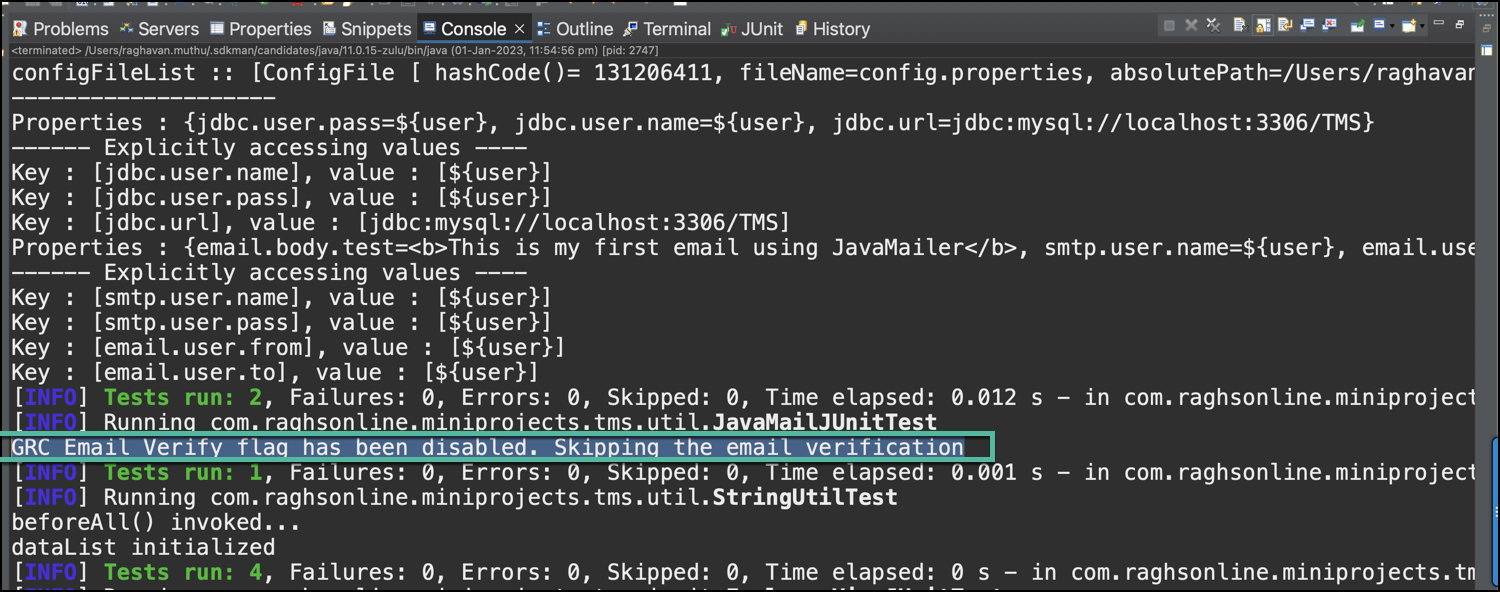 Problems Servers Properties Snippets Console Outline Terminal JUnit History
<terminated> /Users/raghavan.muthu/.sdkman/candidates/java/11.0.15-zulu/bin/java (01-Jan-2023, 11:54:56 pm) [pid: 2747]
configFileList :: [ConfigFile [ hashCode()= 131206411, fileName=config.properties, absolutePath=/Users/raghavan
--------------------
Properties : {jdbc.user.pass=${user}, jdbc.user.name=${user}, jdbc.url=jdbc:mysql://localhost:3306/TMS}
------ Explicitly accessing values ----
Key : [jdbc.user.name], value : [${user}]
Key : [jdbc.user.pass], value : [${user}]
Key : [jdbc.url], value : [jdbc:mysql://localhost:3306/TMS]
Properties : {email.body.test=<b>This is my first email using JavaMailer</b>, smtp.user.name=${user}, email.use
------ Explicitly accessing values ----
Key : [smtp.user.name], value : [${user}]
Key : [smtp.user.pass], value : [${user}]
Key : [email.user.from], value : [${user}]
Key : [email.user.to], value : [${user}]
[INFO] Tests run: 2, Failures: 0, Errors: 0, Skipped: 0, Time elapsed: 0.012 s - in com.raghsonline.miniproject
[INFO] Running com.raghsonline.miniprojects.tms.util.JavaMailJUnitTest
GRC Email Verify flag has been disabled. Skipping the email verification
[INFO] Tests run: 1, Failures: 0, Errors: 0, Skipped: 0, Time elapsed: 0.001 s - in com.raghsonline.miniproject
[INFO] Running com.raghsonline.miniprojects.tms.util.StringUtilTest
beforeAll() invoked...
dataList initialized
[INFO] Tests run: 4, Failures: 0, Errors: 0, Skipped: 0, Time elapsed: 0 s - in com.raghsonline.miniprojects.tm